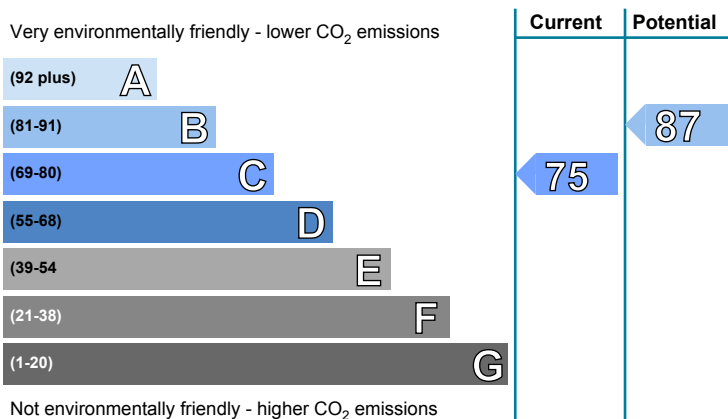 Current Potential
Very environmentally friendly - lower CO2 emissions
(92 plus) A
(81-91) B 87
(69-80) C 75
(55-68) D
(39-54 E
(21-38) F
(1-20) G
Not environmentally friendly - higher CO2 emissions